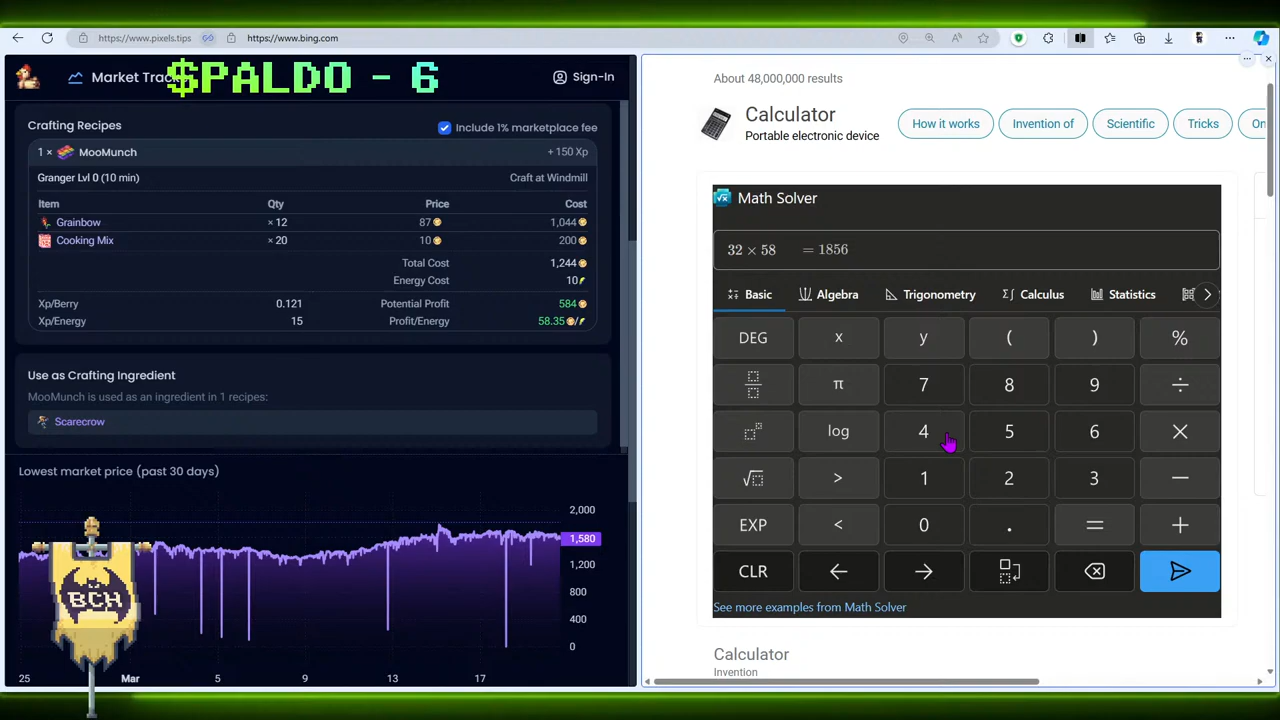 https://www.pixels.tips
https://www.bing.com
Market Trac
$PALDO - 6
Sign-In
Crafting Recipes
Include 1% marketplace fee
1 × MooMunch
+ 150 Xp
Granger Lvl 0 (10 min)
Craft at Windmill
Item Qty Price Cost
Grainbow × 12 87 1,044
Cooking Mix × 20 10 200
Total Cost 1,244
Energy Cost 10
Xp/Berry 0.121 Potential Profit 584
Xp/Energy 15 Profit/Energy 58.35 /
Use as Crafting Ingredient
MooMunch is used as an ingredient in 1 recipes:
Scarecrow
Lowest market price (past 30 days)
2,000
1,580
1,200
800
400
0
25 Mar 5 9 13 17
BCH
About 48,000,000 results
Calculator
Portable electronic device
How it works
Invention of
Scientific
Tricks
On
Math Solver
32 × 58 = 1856
Basic Algebra Trigonometry Calculus Statistics
DEG x y ( ) %
π 7 8 9 ÷
log 4 5 6 ×
√ > 1 2 3 −
EXP < 0 . = +
CLR ← →
See more examples from Math Solver
Calculator
Invention